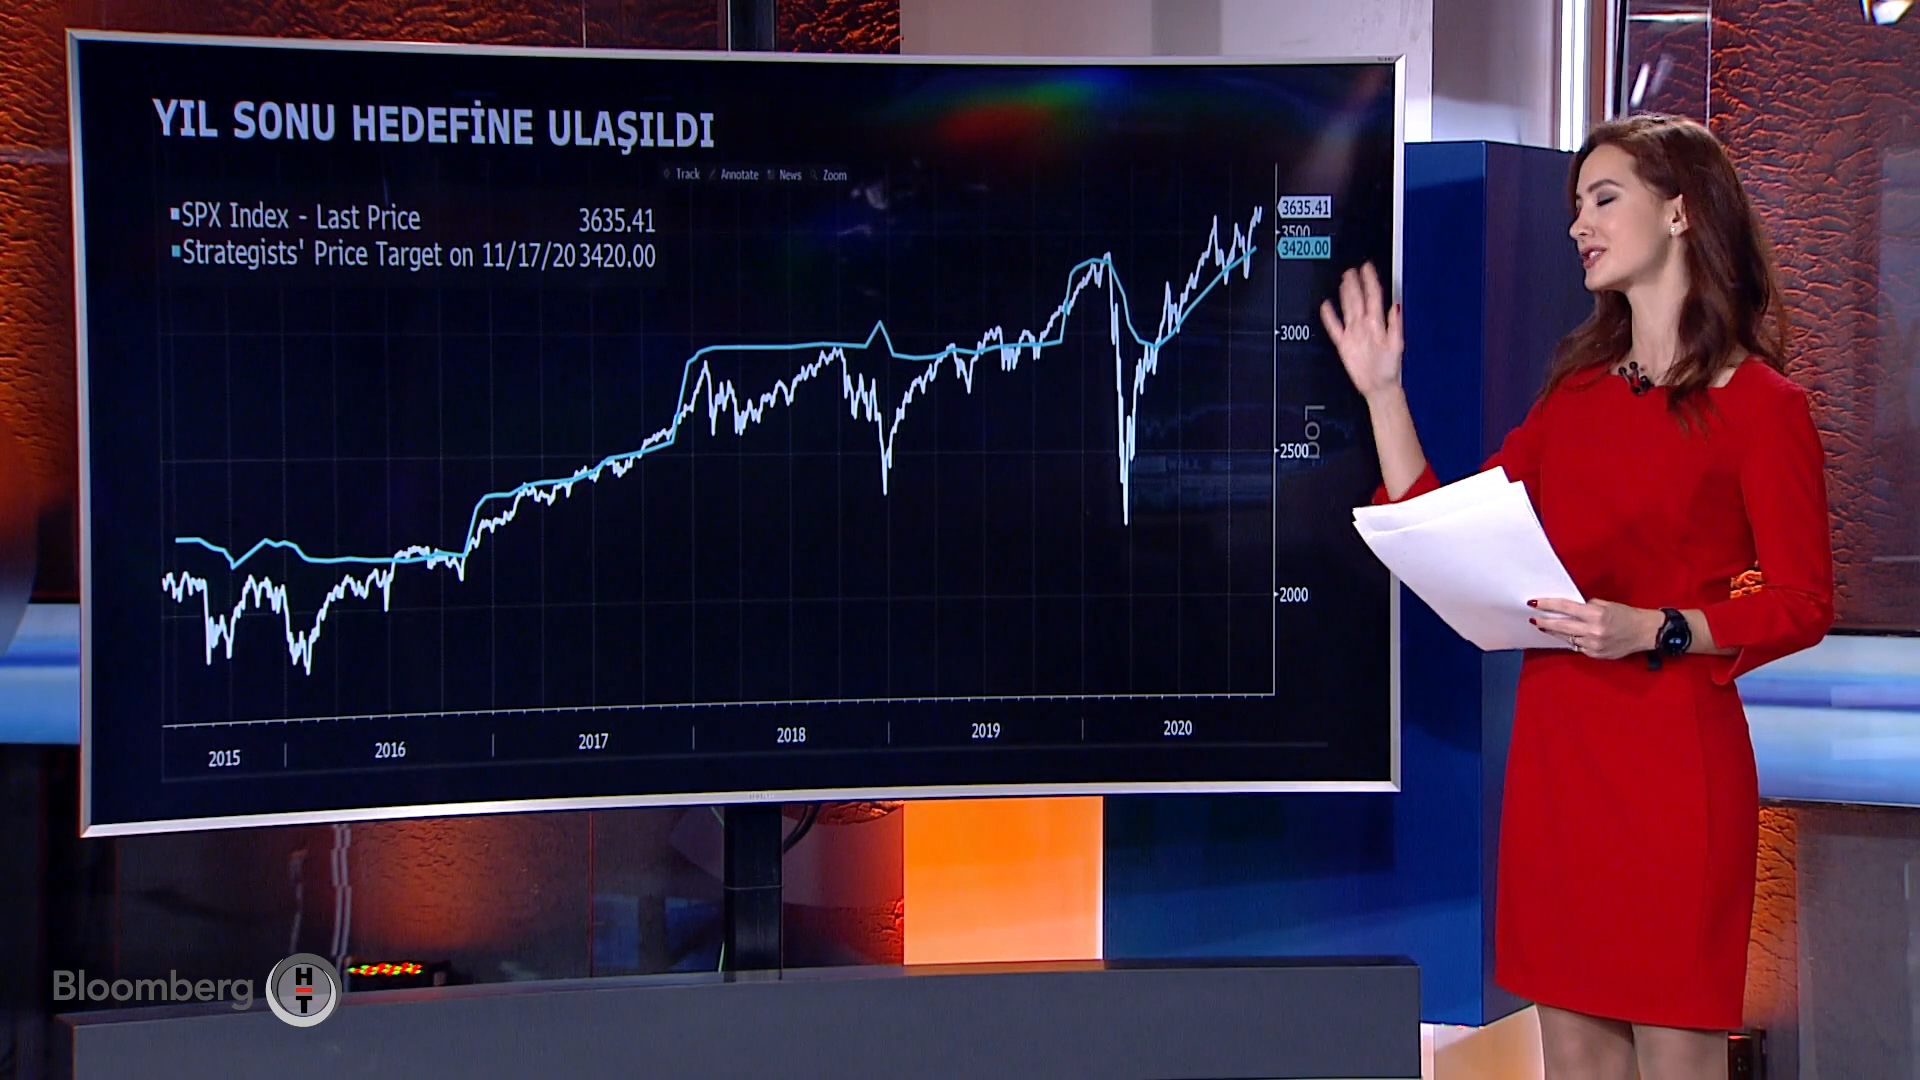 YIL SONU HEDEFİNE ULAŞILDI
Track Annotate News Zoom
SPX Index - Last Price 3635.41
Strategists' Price Target on 11/17/20 3420.00
3635.41
3500
3420.00
3000
2500
2000
Log
2015 2016 2017 2018 2019 2020
Bloomberg HT